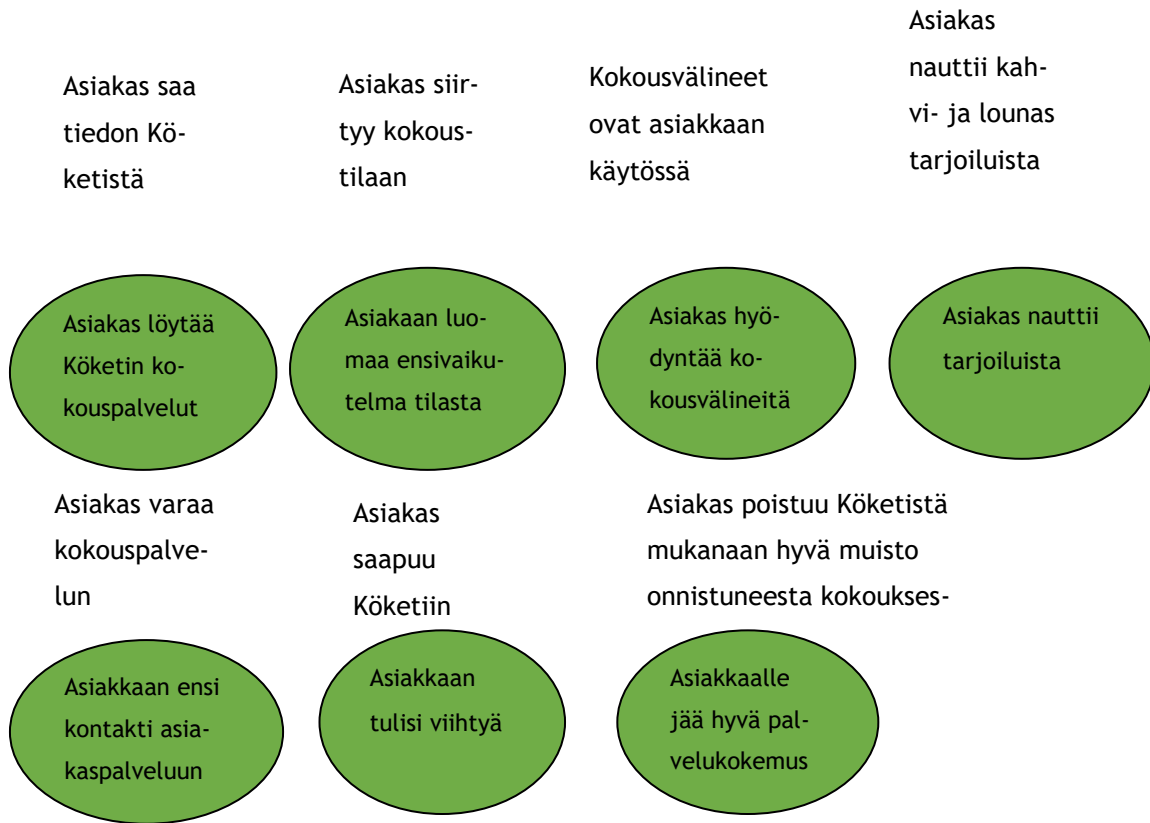 Asiakas saa
tiedon Kö-
ketistä
Asiakas siir-
tyy kokous-
tilaan
Kokousvälineet
ovat asiakkaan
käytössä
Asiakas
nauttii kah-
vi- ja lounas
tarjoiluista
Asiakas löytää
Köketin ko-
kouspalvelut
Asiakaan luo-
maa ensivaiku-
telma tilasta
Asiakas hyö-
dyntää ko-
kousvälineitä
Asiakas nauttii
tarjoiluista
Asiakas varaa
kokouspalve-
lun
Asiakas
saapuu
Köketiin
Asiakas poistuu Köketistä
mukanaan hyvä muisto
onnistuneesta kokoukses-
Asiakkaan ensi
kontakti asia-
kaspalveluun
Asiakkaan
tulisi viihtyä
Asiakkaalle
jää hyvä pal-
velukokemus